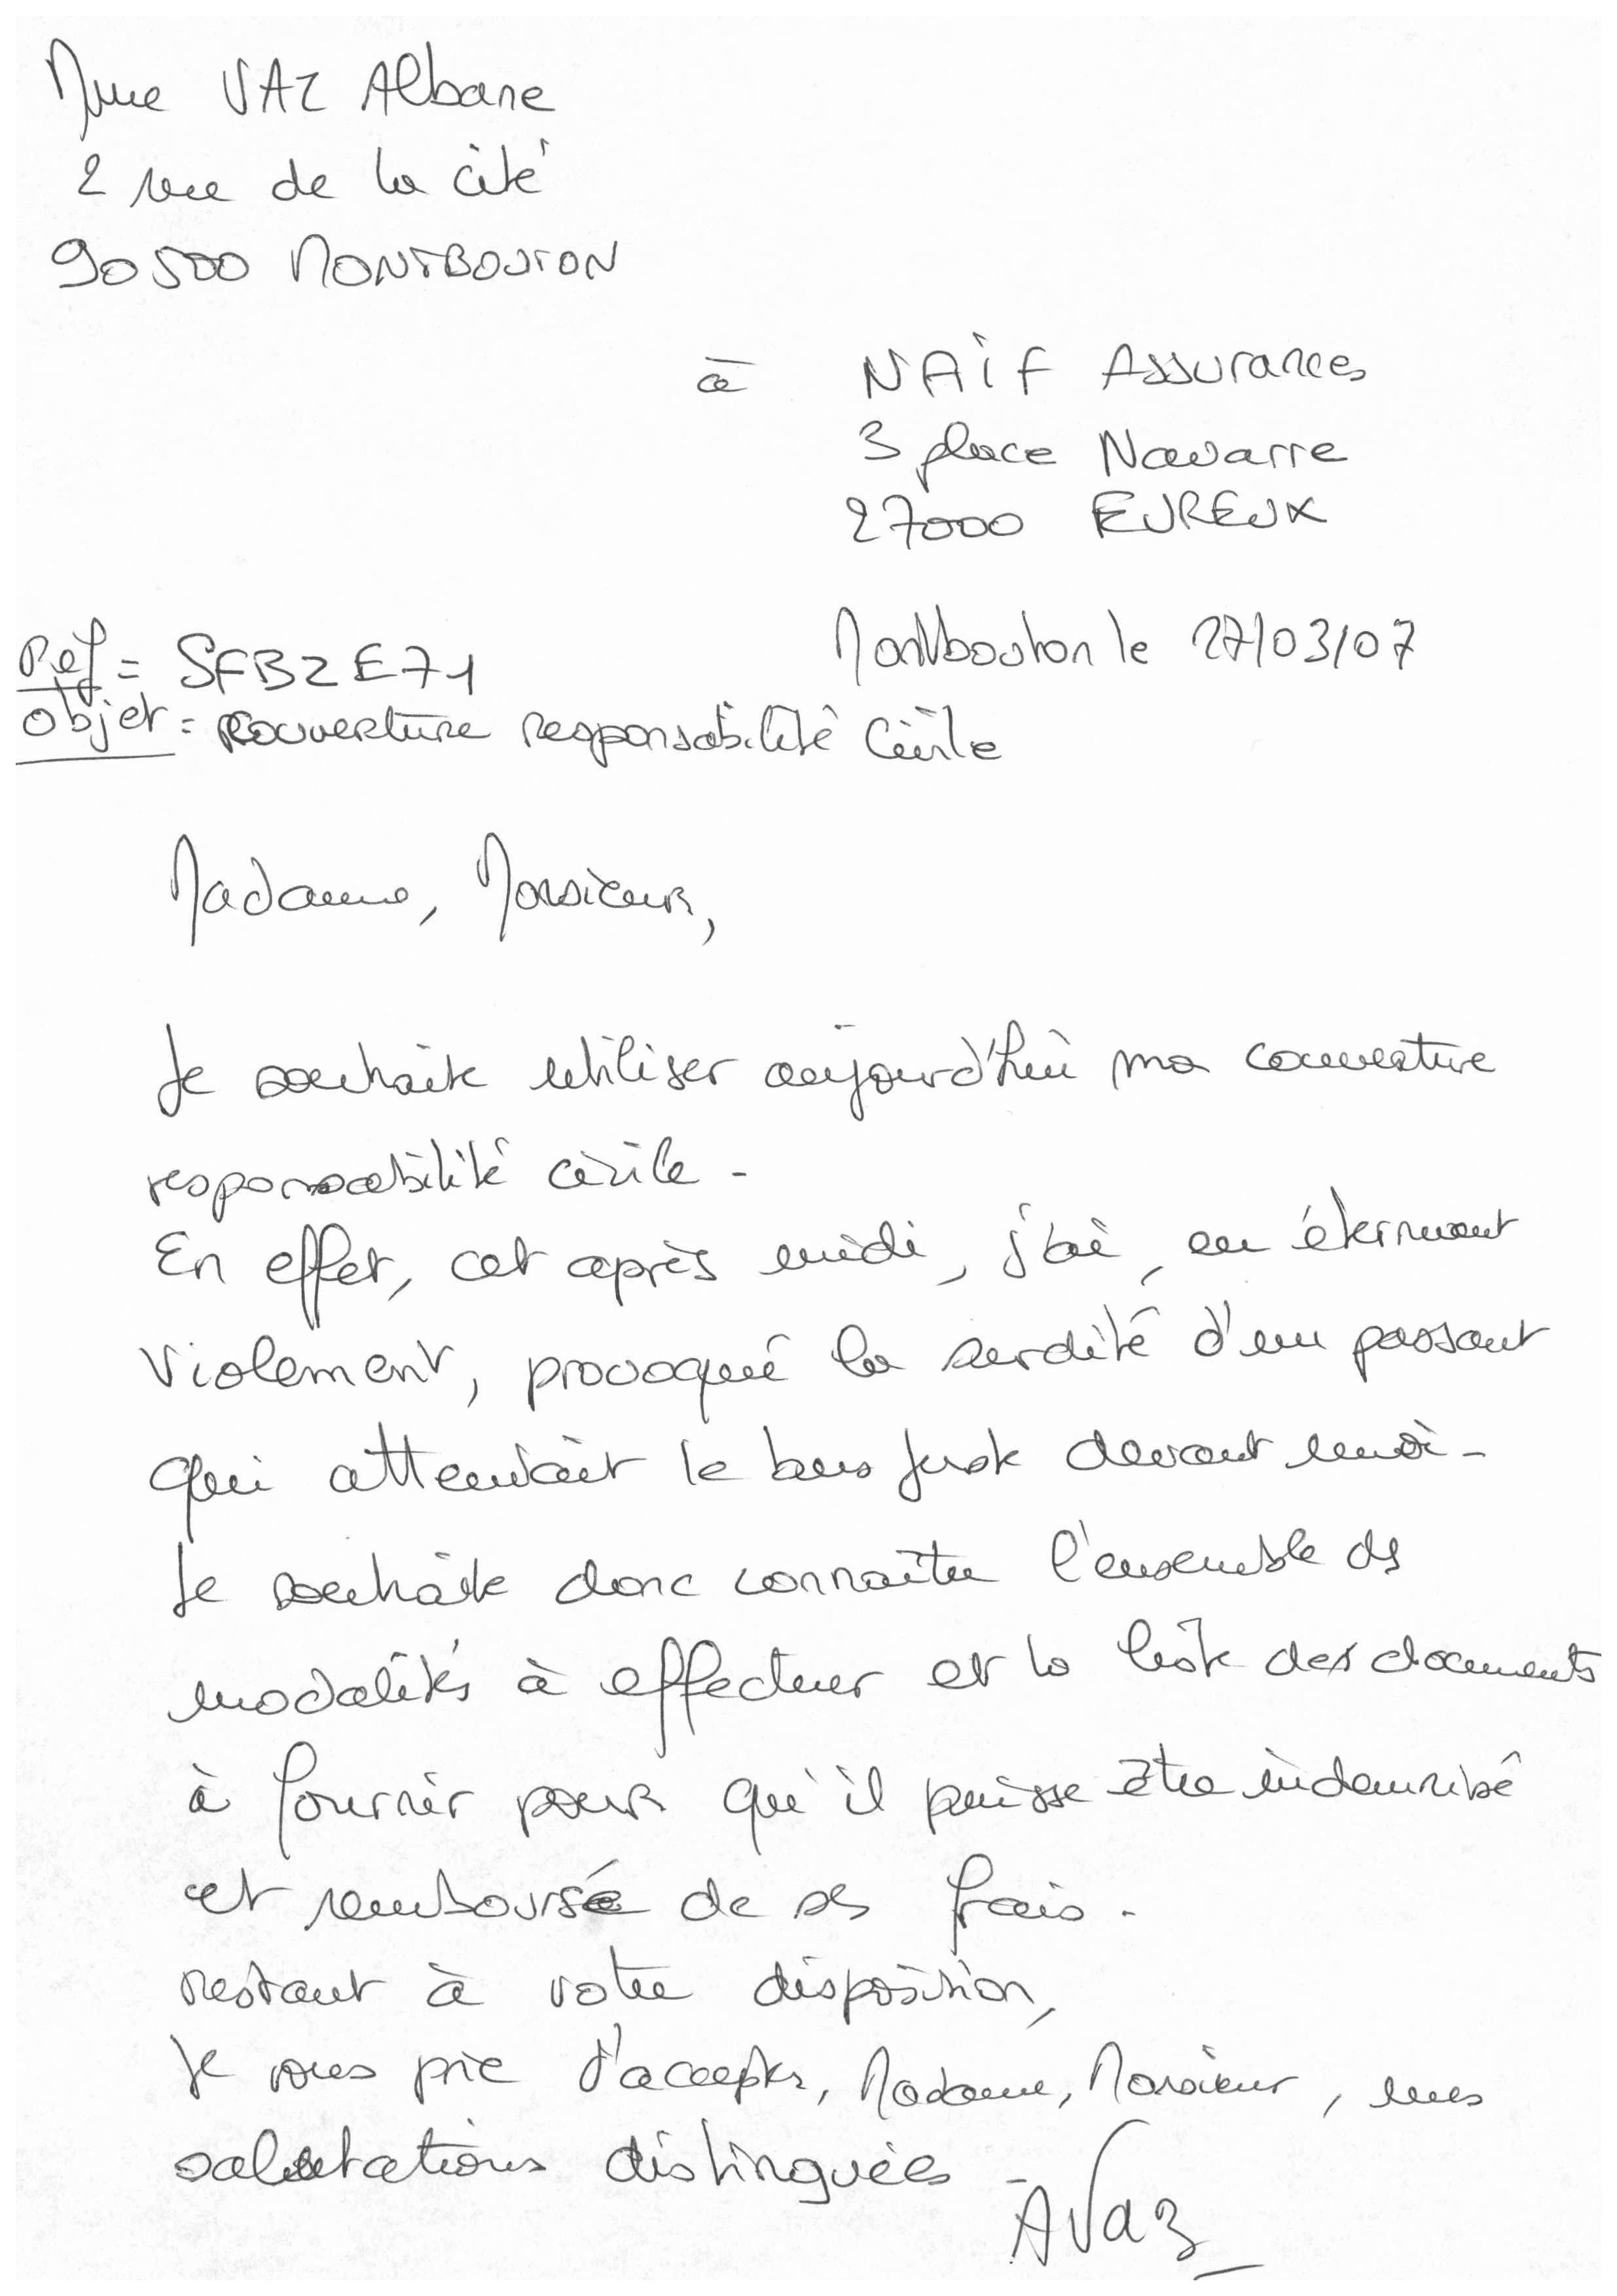 Mme VAZ Albane
2 rue de la cité
90500 MONTBOUTON
à NAiF Assurances
3 place Navarre
27000 EVREUX
Montbouton le 27/03/07
Réf = SFBZE71
Objet = couverture responsabilité civile
Madame, Monsieur,
Je souhaite utiliser aujourd'hui ma couverture
responsabilité civile.
En effet, cet après midi, j'ai, en éternuant
violement, provoqué la surdité d'un passant
qui attendait le bus juste devant moi.
Je souhaite donc connaître l'ensemble des
modalités à effectuer et la liste des documents
à fournir pour qu'il puisse être indemnisé
et remboursé de ses frais.
restant à votre disposition,
Je vous prie d'accepter, Madame, Monsieur, mes
salutations distinguées.
AVaz